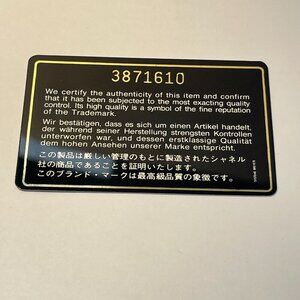 3871610
We certify the authenticity of this item and confirm
that it has been subjected to the most exacting quality
control. Its high quality is a symbol of the fine reputation
of the Trademark.
Wir bestätigen, dass es sich um einen Artikel handelt,
der während seiner Herstellung strengsten Kontrollen
unterworfen war, und dessen erstklassige Qualität
dem hohen Ansehen unserer Marke entspricht.
この製品は厳しい管理のもとに製造されたシャネル
社の商品であることを証明いたします。
このブランド・マークは最高級品質の象徴です。